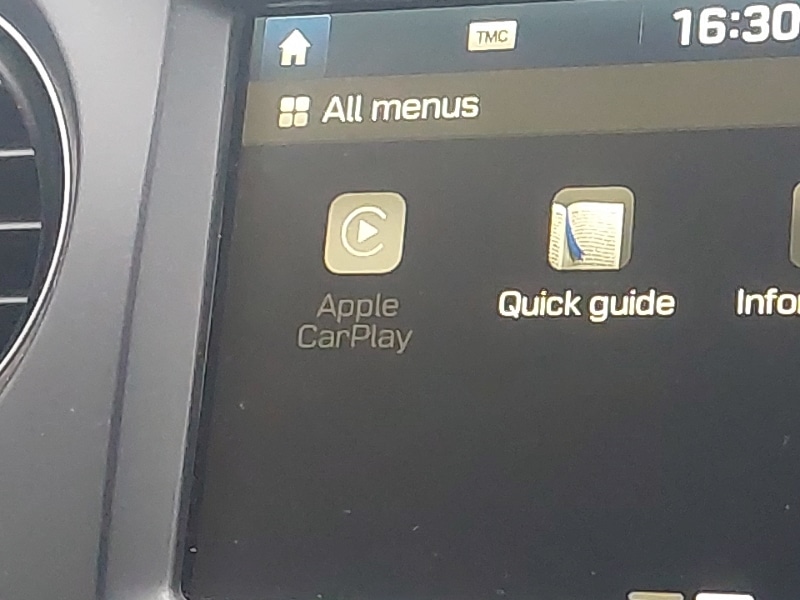 TMC
16:30
All menus
Apple
CarPlay
Quick guide